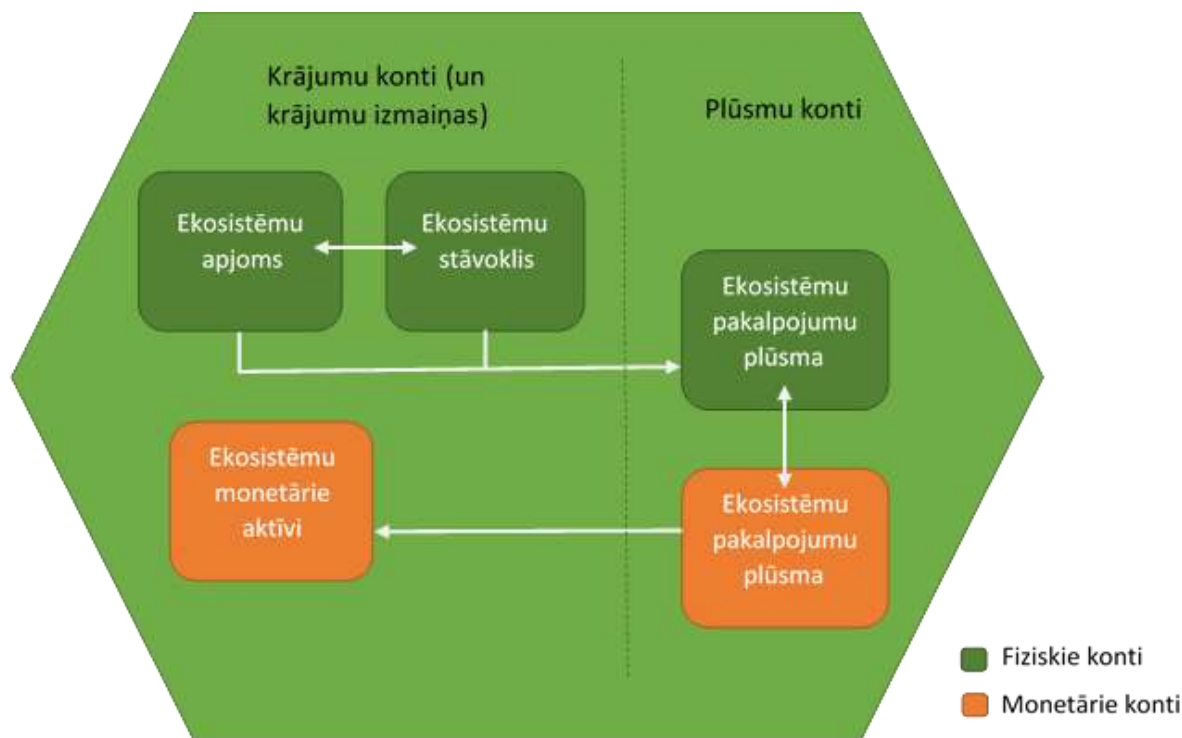 Krājumu konti (un
krājumu izmaiņas)
Plūsmu konti
Ekosistēmu
apjoms
Ekosistēmu
stāvoklis
Ekosistēmu
pakalpojumu
plūsma
Ekosistēmu
monetārie
aktīvi
Ekosistēmu
pakalpojumu
plūsma
Fiziskie konti
Monetārie konti